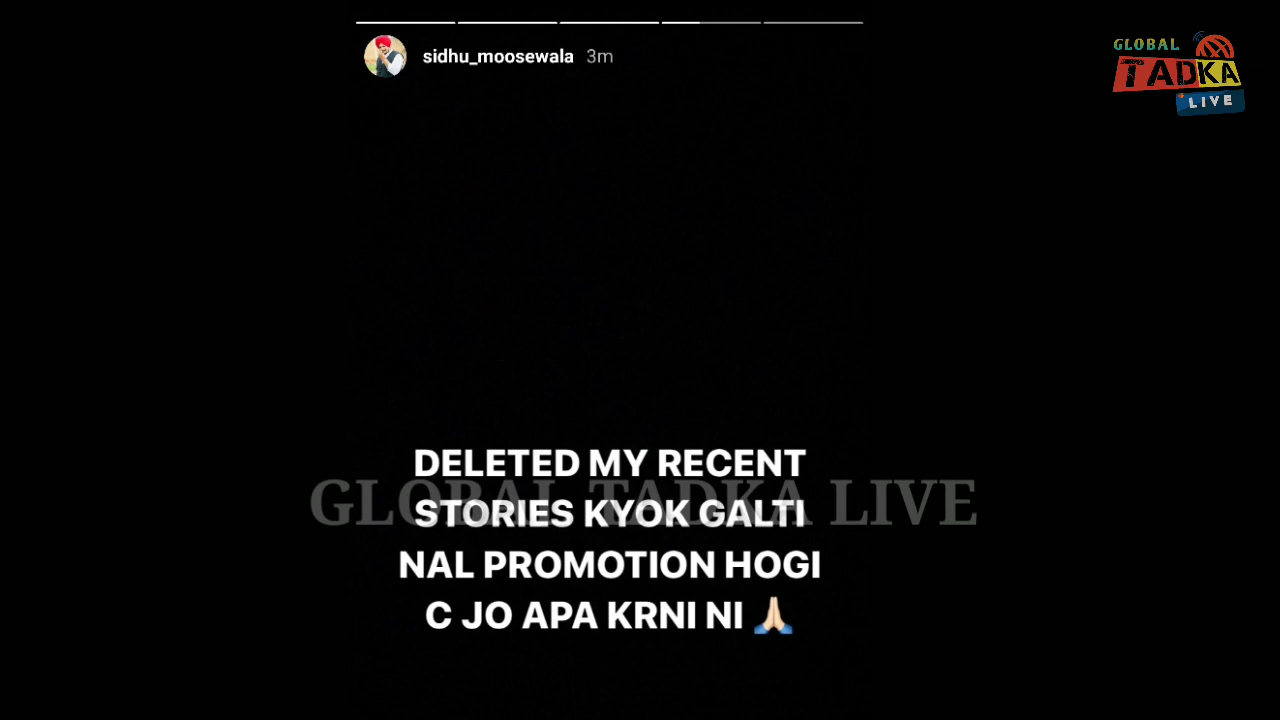 sidhu_moosewala 3m
GLOBAL
TADKA
LIVE
DELETED MY RECENT
STORIES KYOK GALTI
GLOBAL TADKA LIVE
NAL PROMOTION HOGI
C JO APA KRNI NI 🙏🏻